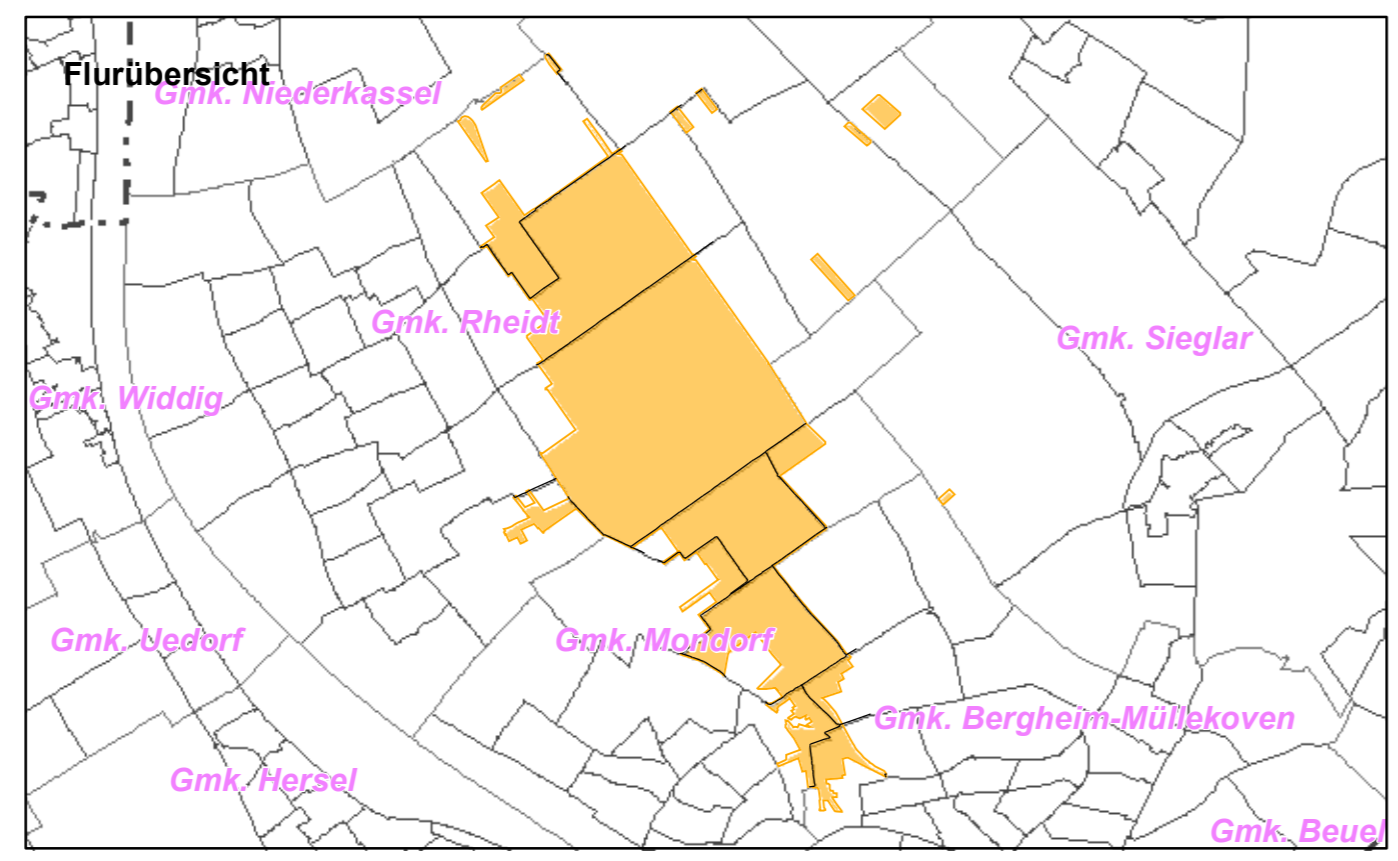 Flurübersicht
Gmk. Niederkassel
Gmk. Rheidt
Gmk. Sieglar
Gmk. Widdig
Gmk. Uedorf
Gmk. Mondorf
Gmk. Bergheim-Müllekoven
Gmk. Hersel
Gmk. Beuel